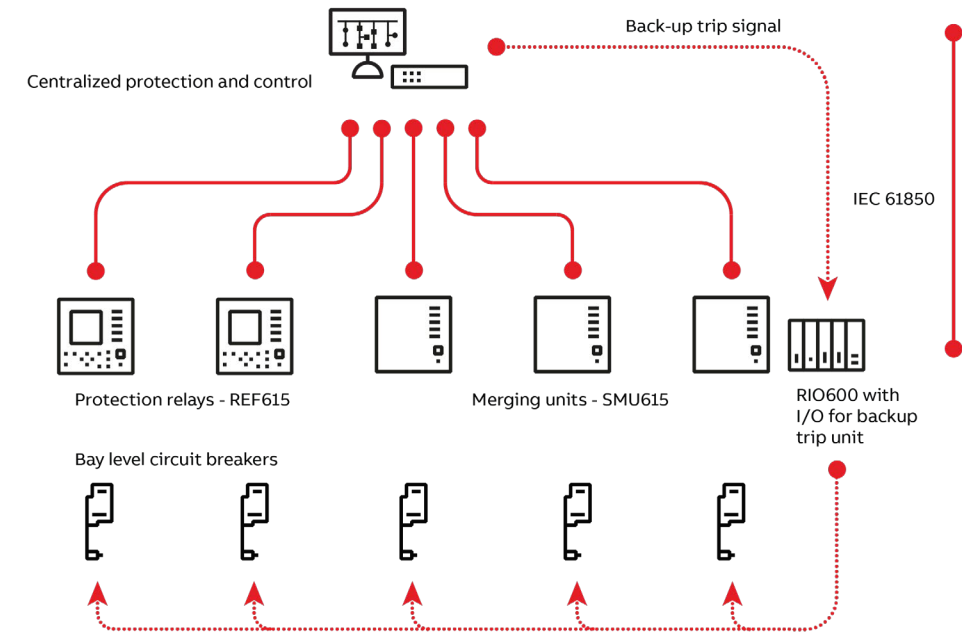 Back-up trip signal
Centralized protection and control
IEC 61850
Protection relays - REF615
Merging units - SMU615
RIO600 with
I/O for backup
trip unit
Bay level circuit breakers